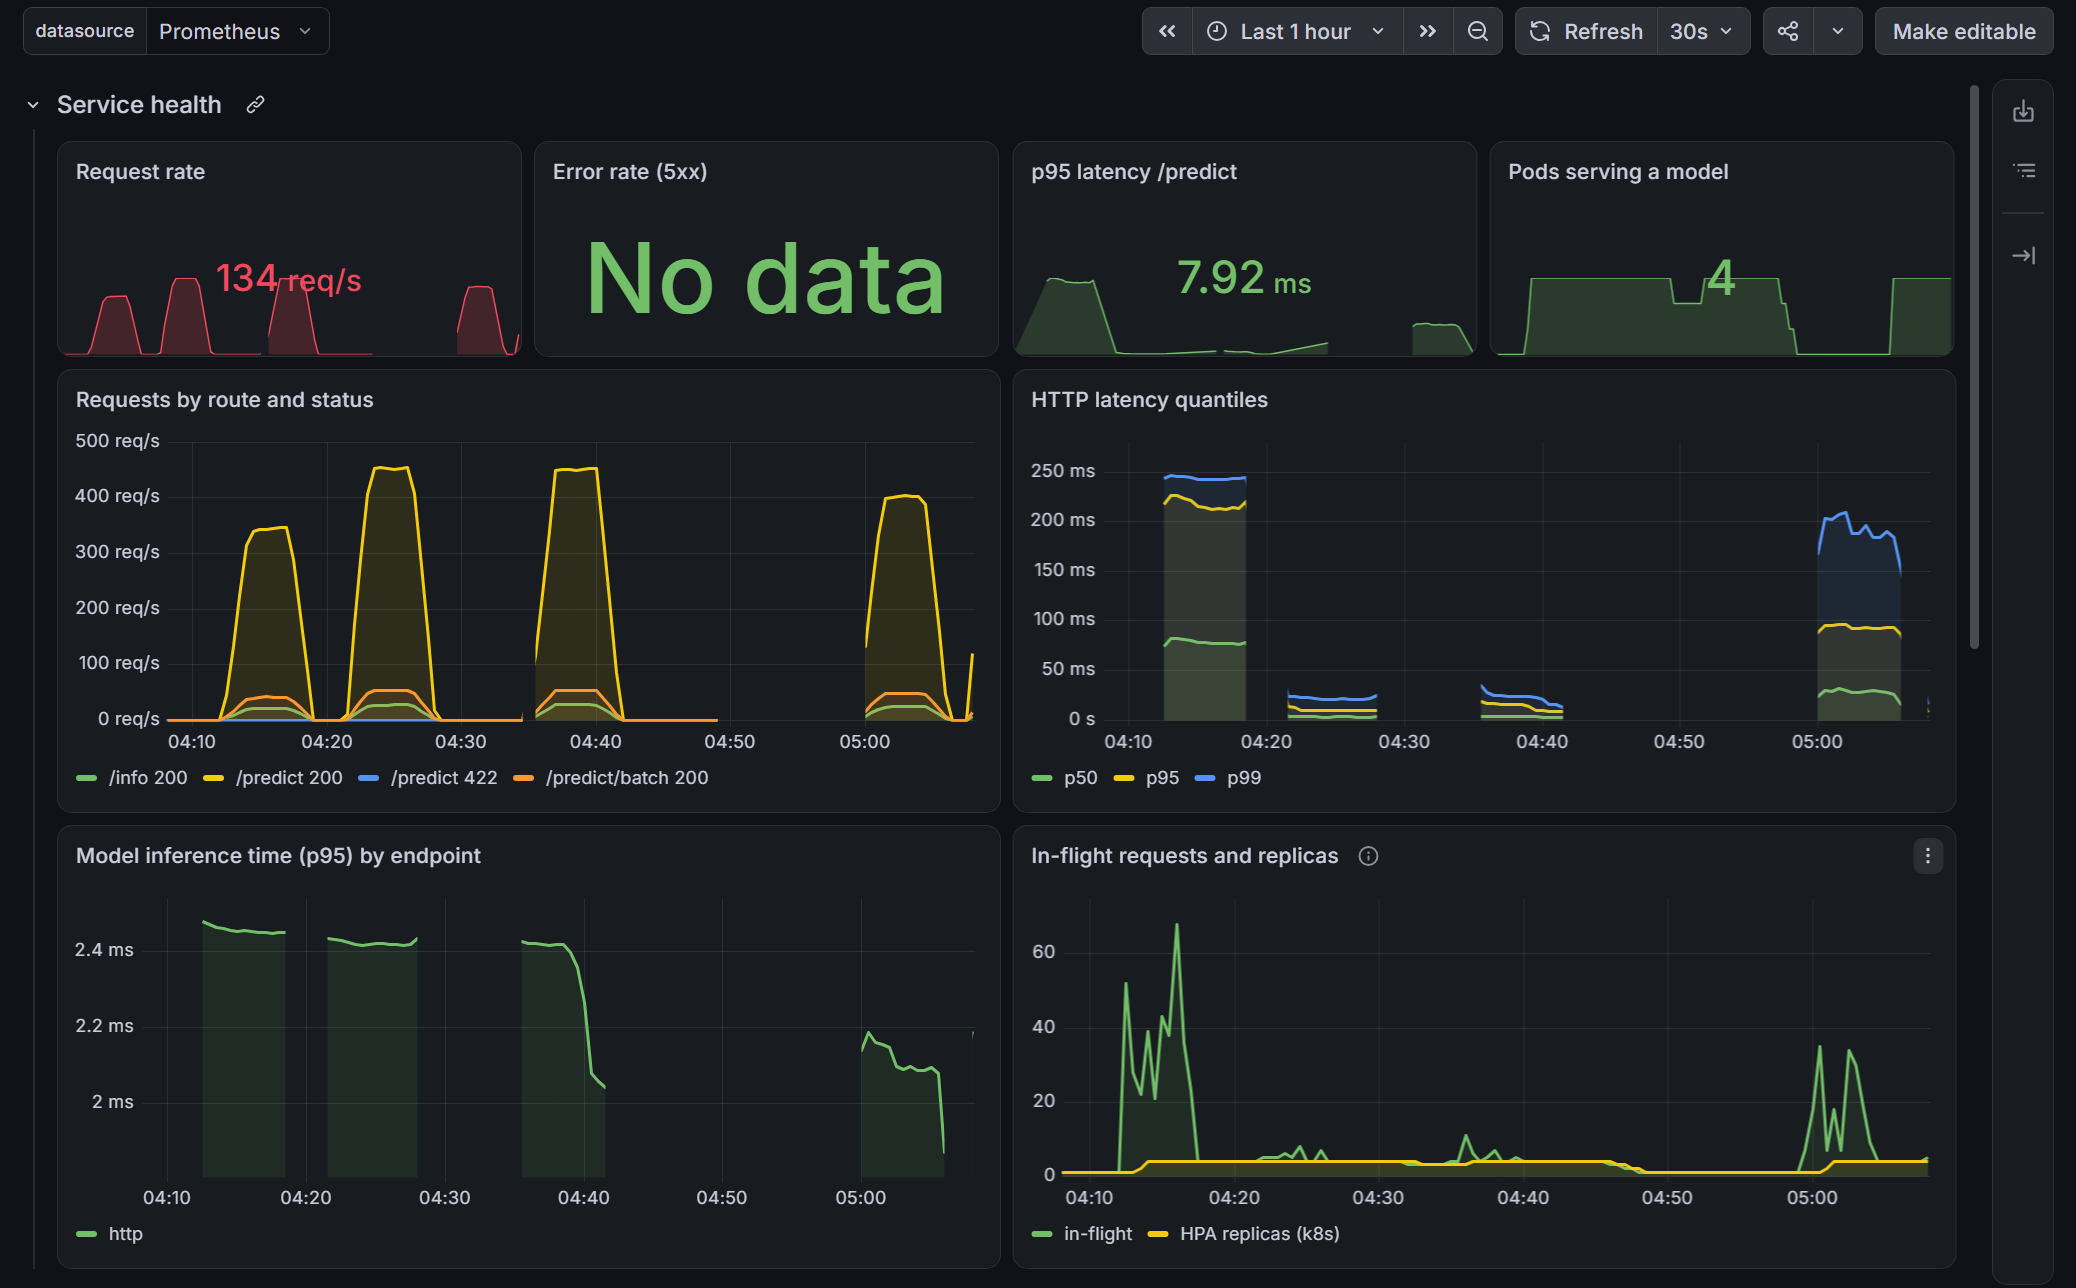 datasource Prometheus Last 1 hour Refresh 30s Make editable
Service health
Request rate
134 req/s
Error rate (5xx)
No data
p95 latency /predict
7.92 ms
Pods serving a model
4
Requests by route and status
500 req/s
400 req/s
300 req/s
200 req/s
100 req/s
0 req/s
04:10 04:20 04:30 04:40 04:50 05:00
/info 200 /predict 200 /predict 422 /predict/batch 200
HTTP latency quantiles
250 ms
200 ms
150 ms
100 ms
50 ms
0 s
04:10 04:20 04:30 04:40 04:50 05:00
p50 p95 p99
Model inference time (p95) by endpoint
2.4 ms
2.2 ms
2 ms
04:10 04:20 04:30 04:40 04:50 05:00
http
In-flight requests and replicas
60
40
20
0
04:10 04:20 04:30 04:40 04:50 05:00
in-flight HPA replicas (k8s)